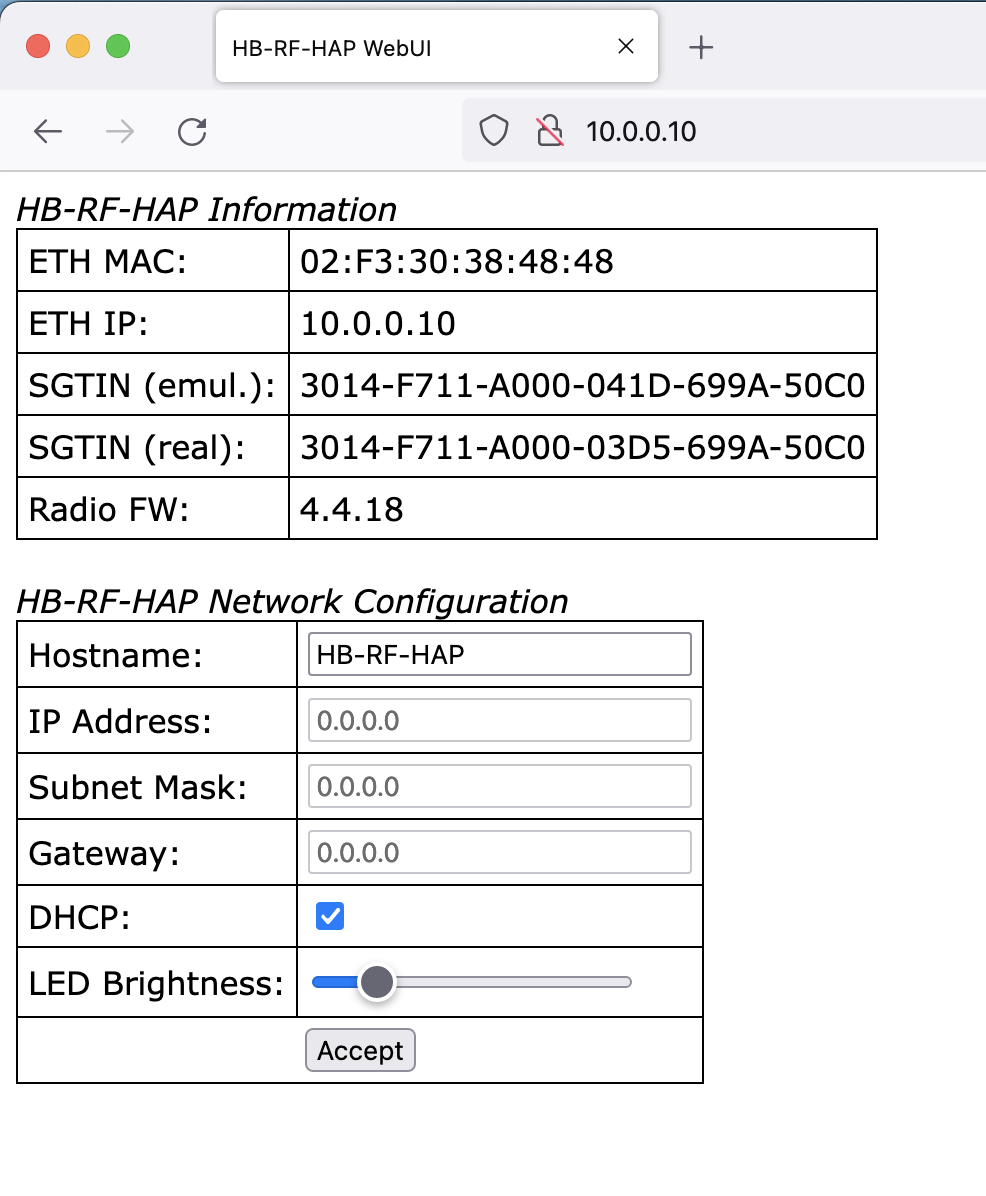 HB-RF-HAP WebUI
10.0.0.10
HB-RF-HAP Information
ETH MAC: 02:F3:30:38:48:48
ETH IP: 10.0.0.10
SGTIN (emul.): 3014-F711-A000-041D-699A-50C0
SGTIN (real): 3014-F711-A000-03D5-699A-50C0
Radio FW: 4.4.18
HB-RF-HAP Network Configuration
Hostname: HB-RF-HAP
IP Address: 0.0.0.0
Subnet Mask: 0.0.0.0
Gateway: 0.0.0.0
DHCP:
LED Brightness:
Accept